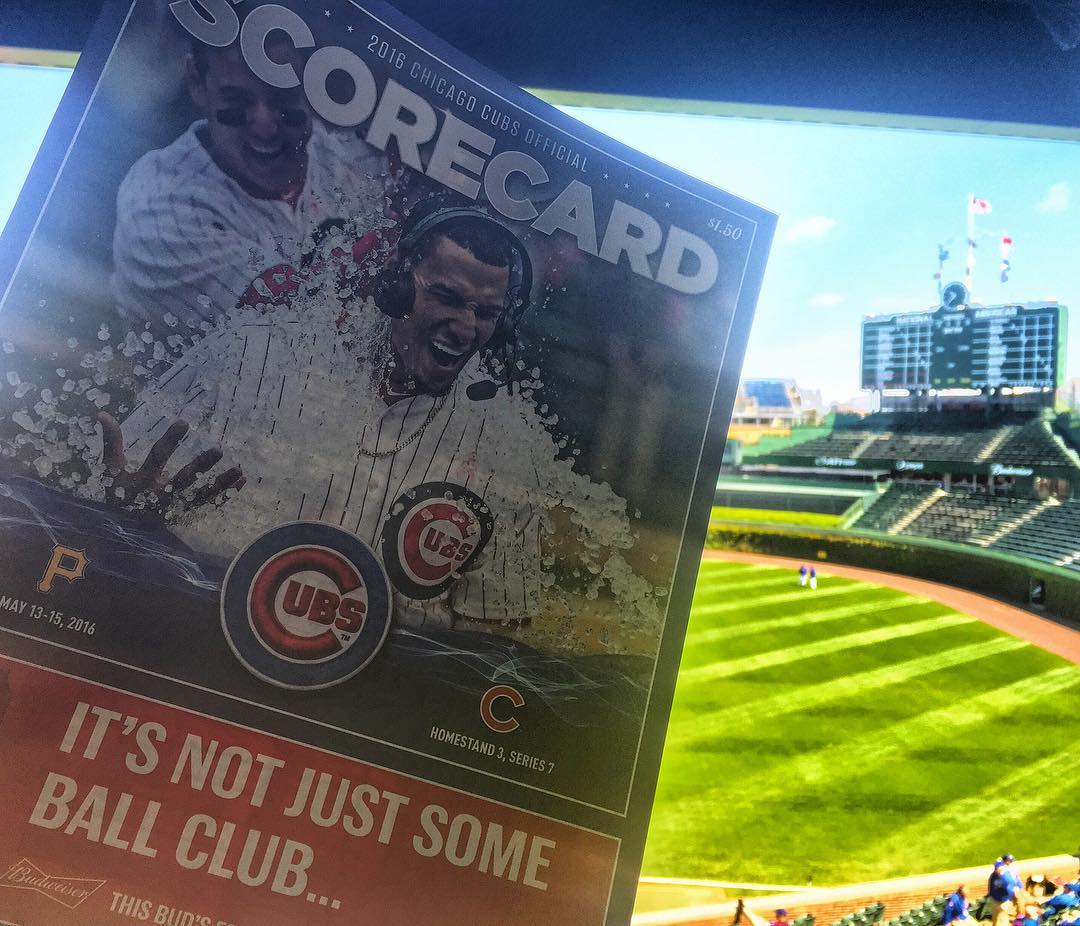 SCORECARD
2016 CHICAGO CUBS OFFICIAL
$1.50
CUBS
CUBS
TM
P
MAY 13-15, 2016
C
HOMESTAND 3, SERIES 7
IT'S NOT JUST SOME
BALL CLUB...
Budweiser
THIS BUD'S